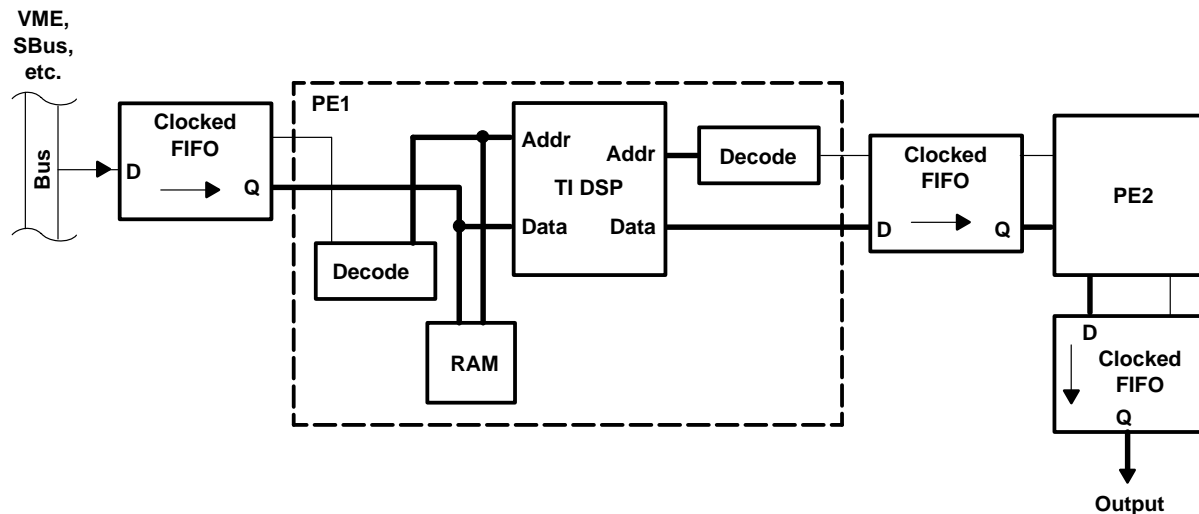 VME,
SBus,
etc.
Bus
Clocked
FIFO
D
Q
PE1
Addr
Addr
TI DSP
Data
Data
Decode
Decode
RAM
Clocked
FIFO
D
Q
PE2
D
Clocked
FIFO
Q
Output